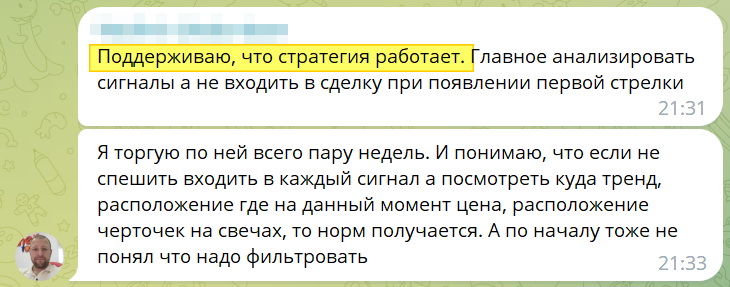 Поддерживаю, что стратегия работает. Главное анализировать
сигналы а не входить в сделку при появлении первой стрелки
21:31
Я торгую по ней всего пару недель. И понимаю, что если не
спешить входить в каждый сигнал а посмотреть куда тренд,
расположение где на данный момент цена, расположение
черточек на свечах, то норм получается. А по началу тоже не
понял что надо фильтровать
21:33